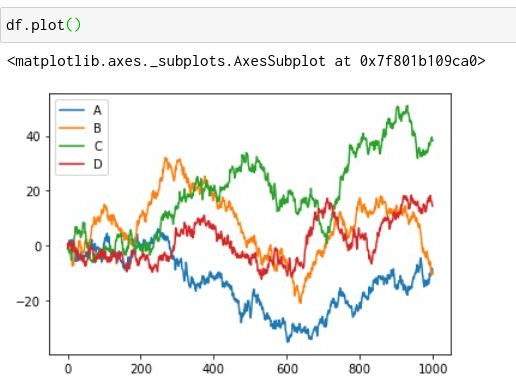 df.plot()
<matplotlib.axes._subplots.AxesSubplot at 0x7f801b109ca0>
A
B
C
D
40
20
0
−20
0 200 400 600 800 1000